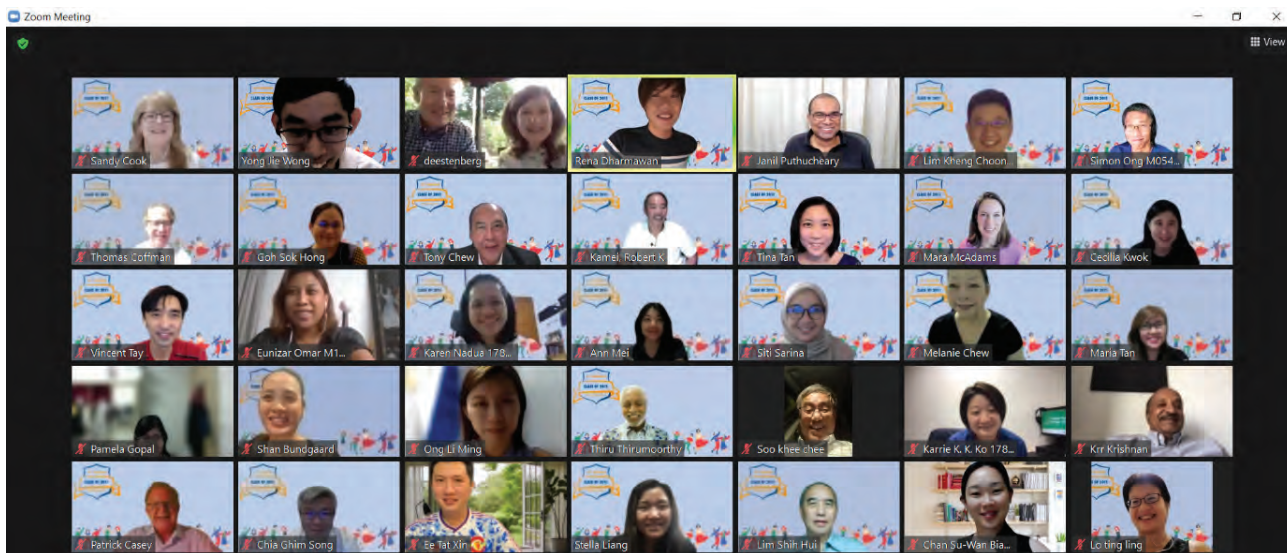 Zoom Meeting
View
Sandy Cook
Yong Jie Wong
deestenberg
Rena Dharmawan
Janil Puthucheary
Lim Kheng Choon...
Simon Ong M054...
Thomas Coffman
Goh Sok Hong
Tony Chew
Kamei, Robert K
Tina Tan
Mara McAdams
Cecilia Kwok
Vincent Tay
Eunizar Omar M1...
Karen Nadua 178...
Ann Mei
Siti Sarina
Melanie Chew
Maria Tan
Pamela Gopal
Shan Bundgaard
Ong Li Ming
Thiru Thirumoorthy
Soo khee chee
Karrie K. K. Ko 178...
Krr Krishnan
Patrick Casey
Chia Ghim Song
Ee Tat Xin
Stella Liang
Lim Shih Hui
Chan Su-Wan Bia...
Lo ting ling